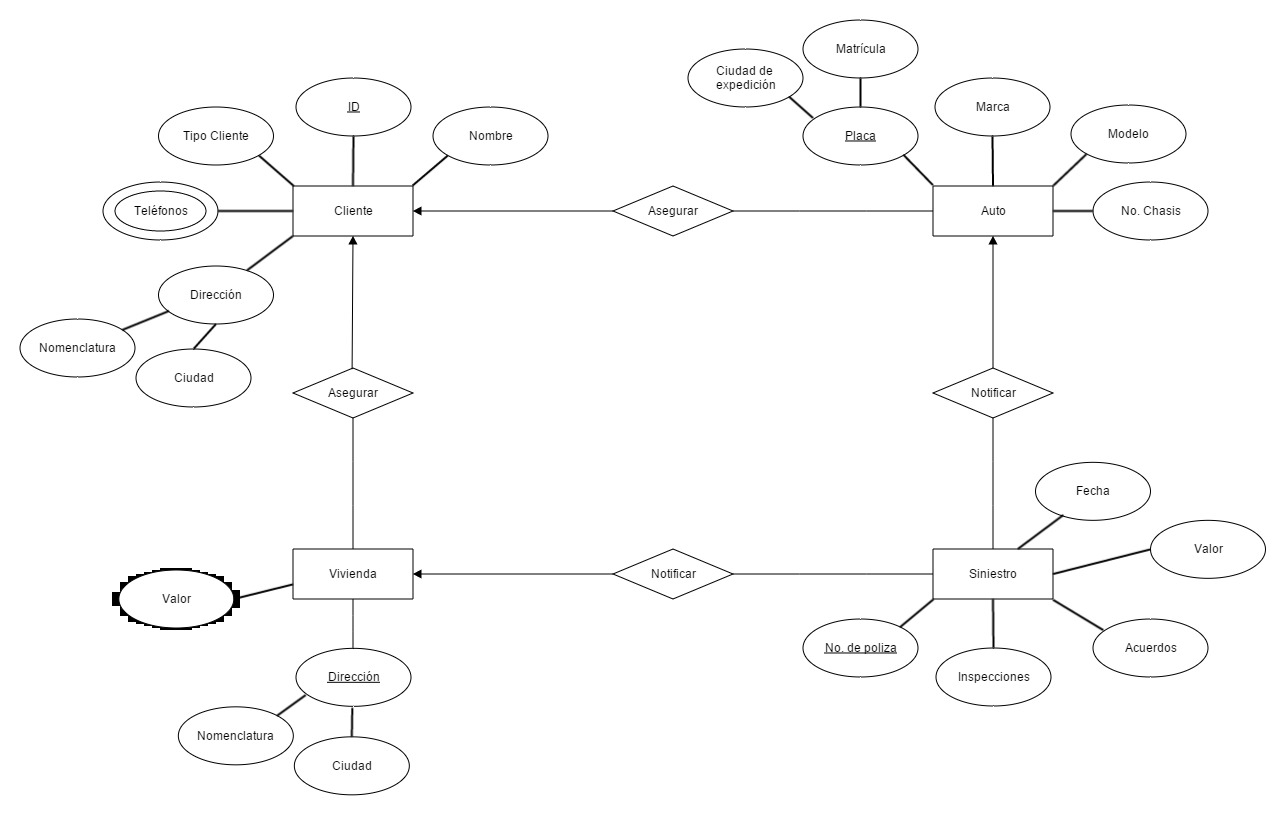 Matrícula
Ciudad de
expedición
ID
Marca
Tipo Cliente
Nombre
Placa
Modelo
Teléfonos
Cliente
Asegurar
Auto
No. Chasis
Dirección
Nomenclatura
Ciudad
Asegurar
Notificar
Fecha
Valor
Vivienda
Notificar
Siniestro
Valor
No. de poliza
Acuerdos
Dirección
Inspecciones
Nomenclatura
Ciudad